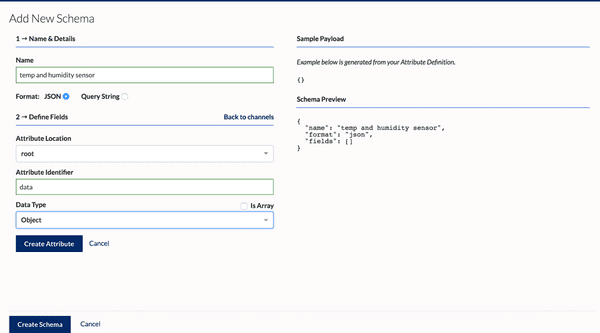 Add New Schema
1 → Name & Details
Name
temp and humidity sensor
Format: JSON Query String
2 → Define Fields Back to channels
Attribute Location
root
Attribute Identifier
data
Data Type Is Array
Object
Create Attribute Cancel
Sample Payload
Example below is generated from your Attribute Definition.
{}
Schema Preview
{
"name": "temp and humidity sensor",
"format": "json",
"fields": []
}
Create Schema Cancel